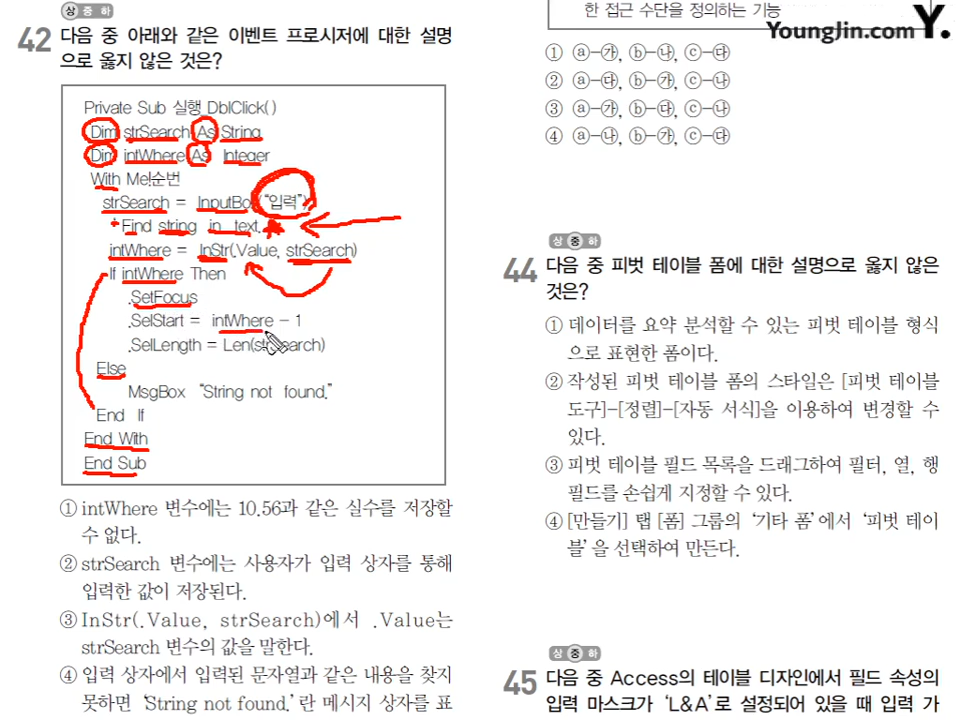 상 중 하
42 다음 중 아래와 같은 이벤트 프로시저에 대한 설명
으로 옳지 않은 것은?
Private Sub 실행_DblClick( )
Dim strSearch As String
Dim intWhere As Integer
With Me!순번
strSearch = InputBo ("입력")
Find string in text.
intWhere = InStr(.Value, strSearch)
If intWhere Then
.SetFocus
.SelStart = intWhere - 1
.SelLength = Len(strSearch)
Else
MsgBox "String not found."
End If
End With
End Sub
① intWhere 변수에는 10.56과 같은 실수를 저장할
수 없다.
② strSearch 변수에는 사용자가 입력 상자를 통해
입력한 값이 저장된다.
③ InStr(.Value, strSearch)에서 .Value는
strSearch 변수의 값을 말한다.
④ 입력 상자에서 입력된 문자열과 같은 내용을 찾지
못하면 'String not found.'란 메시지 상자를 표
한 접근 수단을 정의하는 기능
YoungJin.com Y.
① ⓐ-㉮, ⓑ-㉯, ⓒ-㉰
② ⓐ-㉰, ⓑ-㉮, ⓒ-㉯
③ ⓐ-㉰, ⓑ-㉮, ⓒ-㉯
④ ⓐ-㉯, ⓑ-㉮, ⓒ-㉰
상 중 하
44 다음 중 피벗 테이블 폼에 대한 설명으로 옳지 않은
것은?
① 데이터를 요약 분석할 수 있는 피벗 테이블 형식
으로 표현한 폼이다.
② 작성된 피벗 테이블 폼의 스타일은 [피벗 테이블
도구]-[정렬]-[자동 서식]을 이용하여 변경할 수
있다.
③ 피벗 테이블 필드 목록을 드래그하여 필터, 열, 행
필드를 손쉽게 지정할 수 있다.
④ [만들기] 탭 [폼] 그룹의 '기타 폼'에서 '피벗 테이
블'을 선택하여 만든다.
상 중 하
45 다음 중 Access의 테이블 디자인에서 필드 속성의
입력 마스크가 'L&A'로 설정되어 있을 때 입력 가